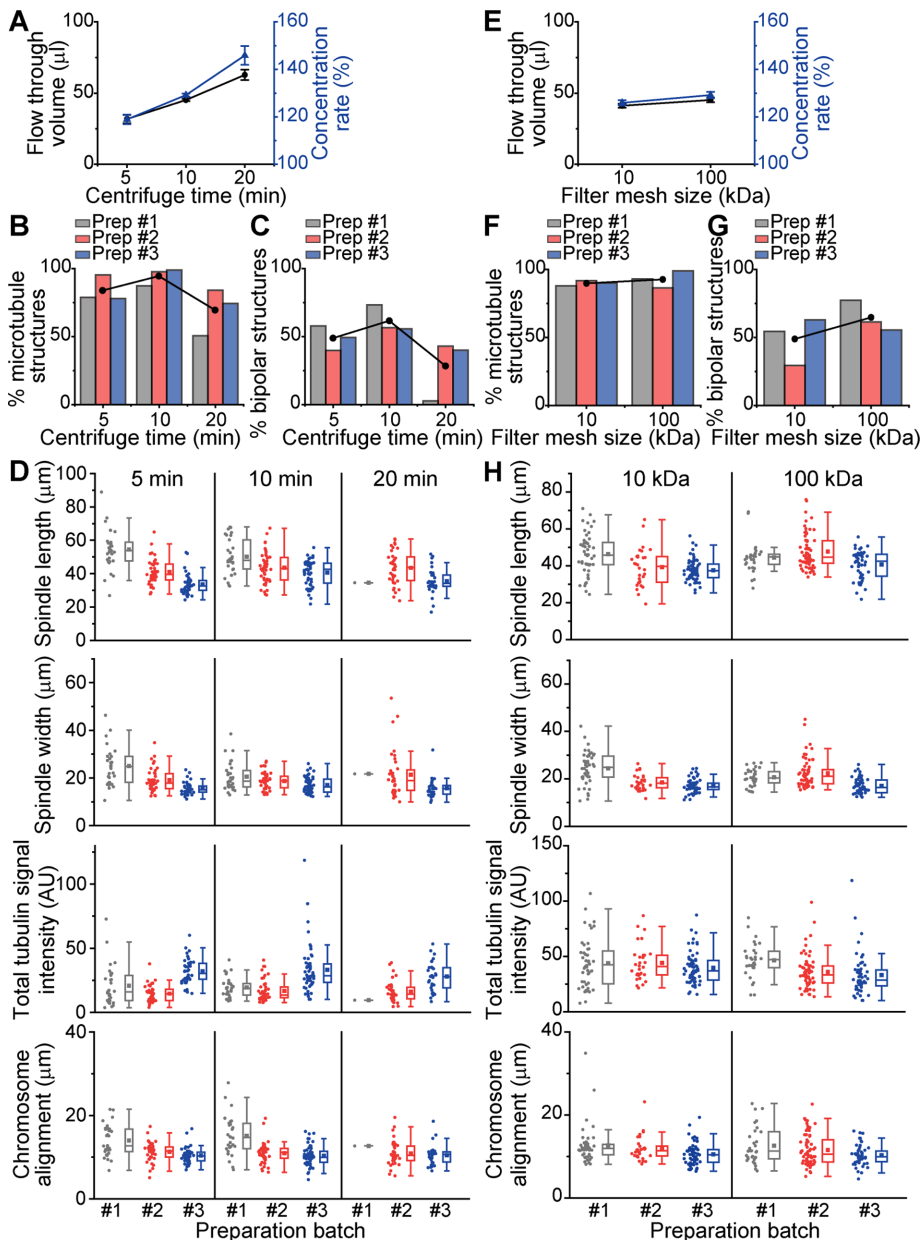 A
Flow through
volume (μl)
100
50
0
5
10
20
Centrifuge time (min)
160
140
120
100
Concentration
rate (%)
E
Flow through
volume (μl)
100
50
0
10
100
Filter mesh size (kDa)
160
140
120
100
Concentration
rate (%)
B
Prep #1
Prep #2
Prep #3
% microtubule
structures
100
50
0
5
10
20
Centrifuge time (min)
C
Prep #1
Prep #2
Prep #3
% bipolar structures
100
50
0
5
10
20
Centrifuge time (min)
F
Prep #1
Prep #2
Prep #3
% microtubule
structures
100
50
0
10
100
Filter mesh size (kDa)
G
Prep #1
Prep #2
Prep #3
% bipolar structures
100
50
0
10
100
Filter mesh size (kDa)
D
5 min
10 min
20 min
Spindle length (μm)
100
80
60
40
20
0
Spindle width (μm)
60
40
20
0
Total tubulin signal
intensity (AU)
100
50
0
Chromosome
alignment (μm)
40
20
0
#1 #2 #3 #1 #2 #3 #1 #2 #3
Preparation batch
H
10 kDa
100 kDa
Spindle length (μm)
80
60
40
20
0
Spindle width (μm)
60
40
20
0
Total tubulin signal
intensity (AU)
150
100
50
0
Chromosome
alignment (μm)
40
20
0
#1 #2 #3 #1 #2 #3
Preparation batch